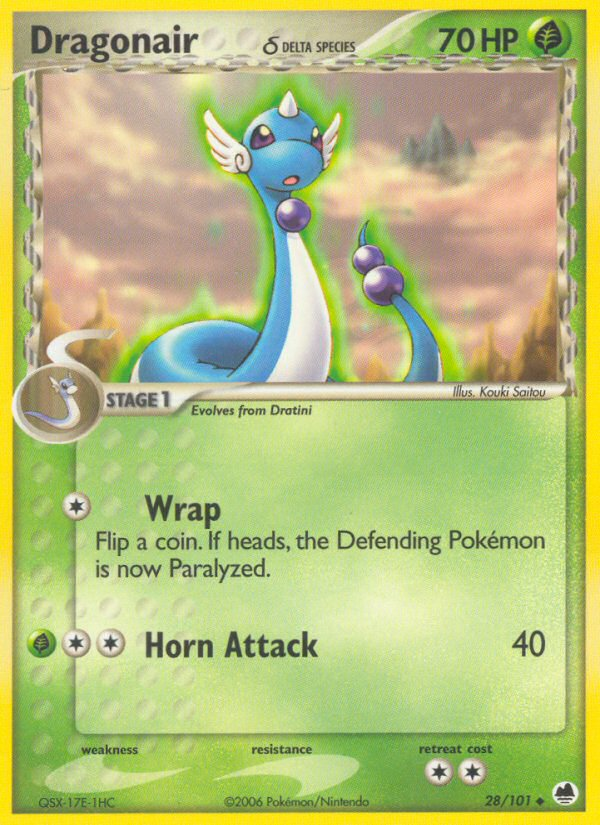 Dragonair δ DELTA SPECIES 70 HP
Illus. Kouki Saitou
STAGE 1
Evolves from Dratini
Wrap
Flip a coin. If heads, the Defending Pokémon
is now Paralyzed.
Horn Attack 40
weakness resistance retreat cost
QSX-17E-1HC ©2006 Pokémon/Nintendo 28/101